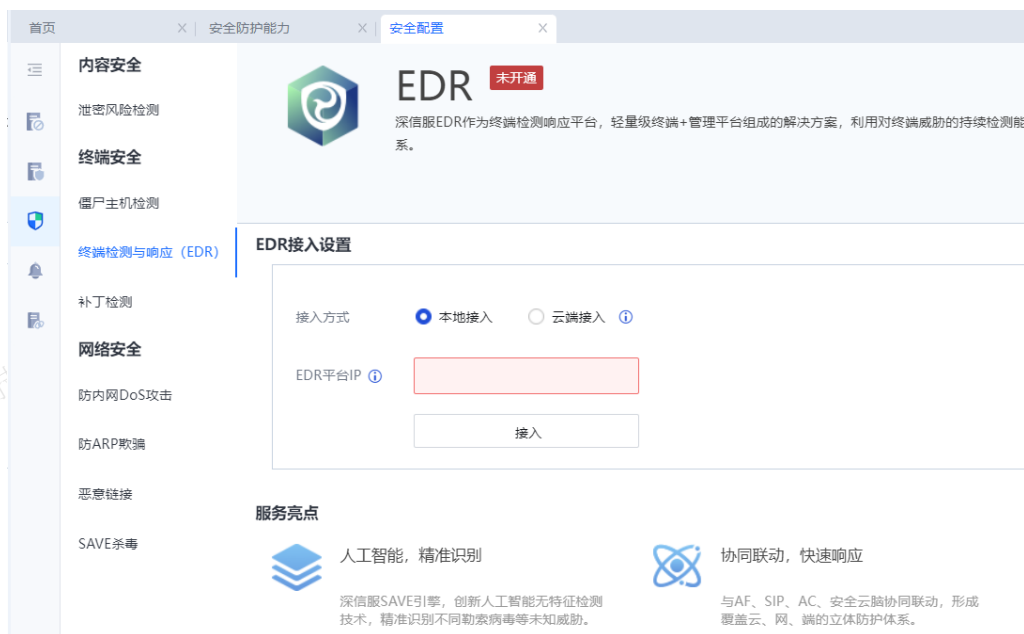 首页
安全防护能力
安全配置
内容安全
泄密风险检测
终端安全
僵尸主机检测
终端检测与响应（EDR）
补丁检测
网络安全
防内网DoS攻击
防ARP欺骗
恶意链接
SAVE杀毒
EDR
未开通
深信服EDR作为终端检测响应平台，轻量级终端+管理平台组成的解决方案，利用对终端威胁的持续检测能
系。
EDR接入设置
接入方式
本地接入
云端接入
EDR平台IP
接入
服务亮点
人工智能，精准识别
深信服SAVE引擎，创新人工智能无特征检测
技术，精准识别不同勒索病毒等未知威胁。
协同联动，快速响应
与AF、SIP、AC、安全云脑协同联动，形成
覆盖云、网、端的立体防护体系。